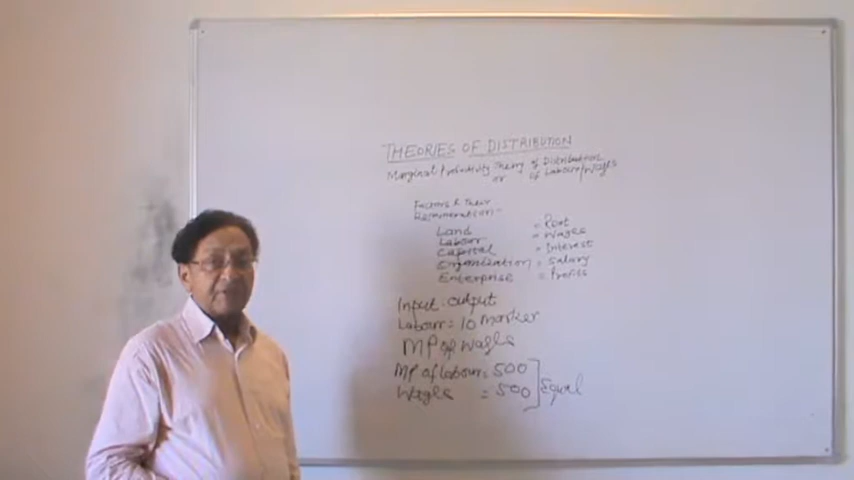 THEORIES OF DISTRIBUTION
Marginal Productivity Theory of Distribution
or of Labour/Wages
Factors & their
Remuneration -
Land = Rent
Labour = Wages
Capital = Interest
Organization = Salary
Enterprise = Profits
Input - output
Labour = 10 marker
MP of Wages
MP of Labour = 500
Wages = 500
Equal